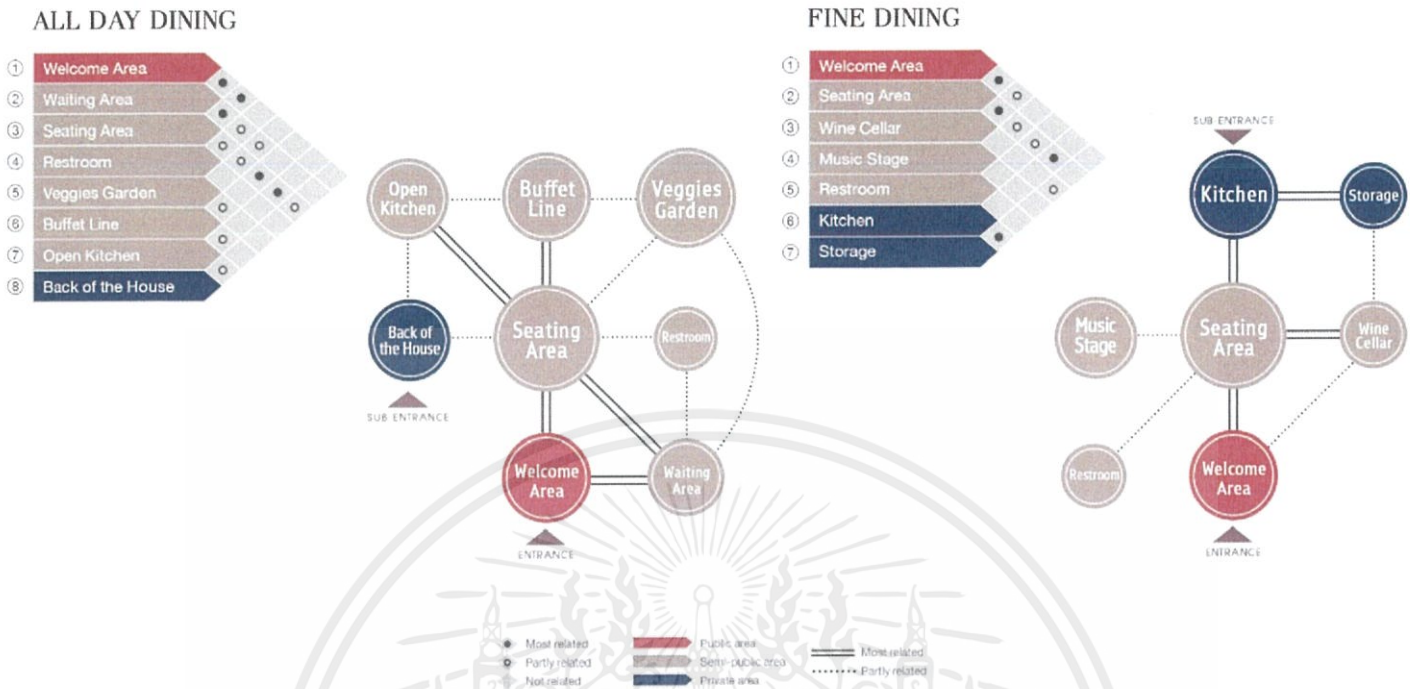 ALL DAY DINING
① Welcome Area
② Waiting Area
③ Seating Area
④ Restroom
⑤ Veggies Garden
⑥ Buffet Line
⑦ Open Kitchen
⑧ Back of the House
Open
Kitchen
Buffet
Line
Veggies
Garden
Back of
the House
Seating
Area
Restroom
SUB ENTRANCE
Welcome
Area
Waiting
Area
ENTRANCE
FINE DINING
① Welcome Area
② Seating Area
③ Wine Cellar
④ Music Stage
⑤ Restroom
⑥ Kitchen
⑦ Storage
SUB ENTRANCE
Kitchen
Storage
Music
Stage
Seating
Area
Wine
Cellar
Restroom
Welcome
Area
ENTRANCE
Most related
Partly related
Not related
Public area
Semi-public area
Private area
Most related
Partly related